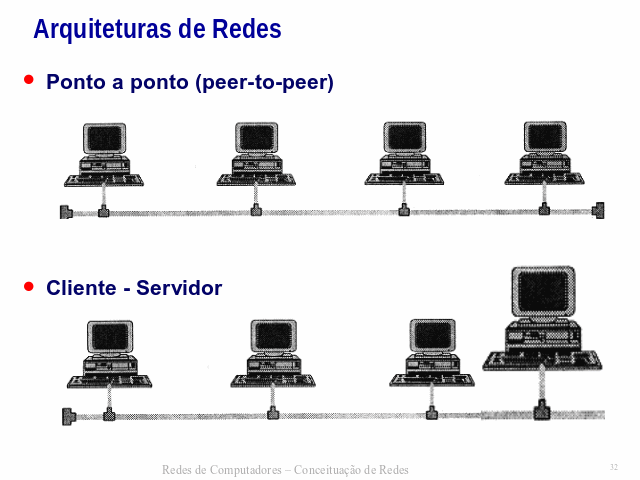 Arquiteturas de Redes
Ponto a ponto (peer-to-peer)
Cliente - Servidor
Redes de Computadores – Conceituação de Redes
32